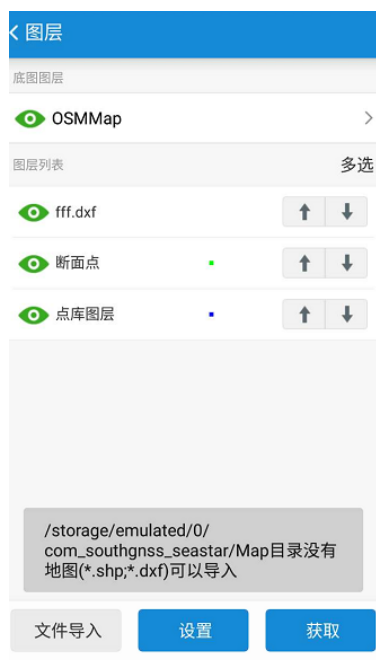 图层
底图图层
OSMMap
图层列表 多选
fff.dxf
断面点
点库图层
/storage/emulated/0/
com_southgnss_seastar/Map目录没有
地图(*.shp;*.dxf)可以导入
文件导入 设置 获取